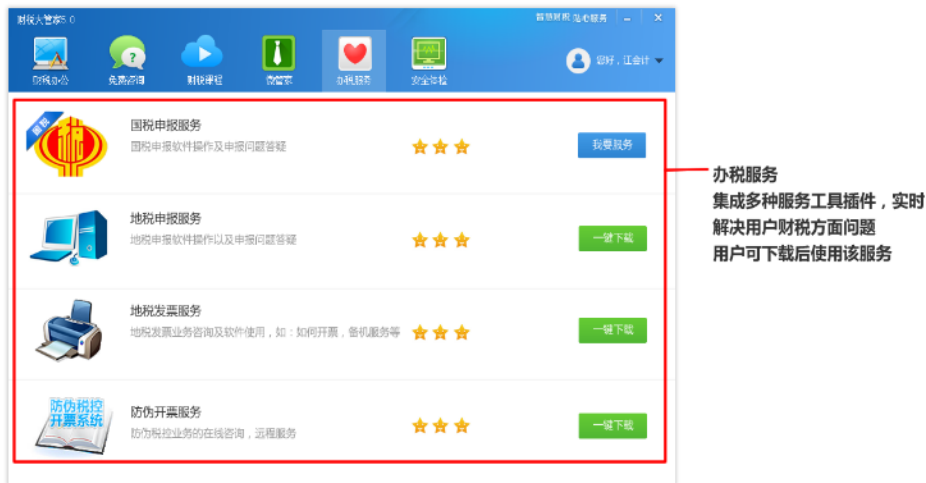 财税大管家5.0
智慧财税 贴心服务
财税办公
免费咨询
财税课程
微管家
办税服务
安全体检
您好，江会计
国税
国税申报服务
国税申报软件操作及申报问题答疑
我要服务
地税申报服务
地税申报软件操作以及申报问题答疑
一键下载
地税发票服务
地税发票业务咨询及软件使用，如：如何开票，备机服务等
一键下载
防伪税控
开票系统
防伪开票服务
防伪税控业务的在线咨询，远程服务
一键下载
办税服务
集成多种服务工具插件，实时
解决用户财税方面问题
用户可下载后使用该服务